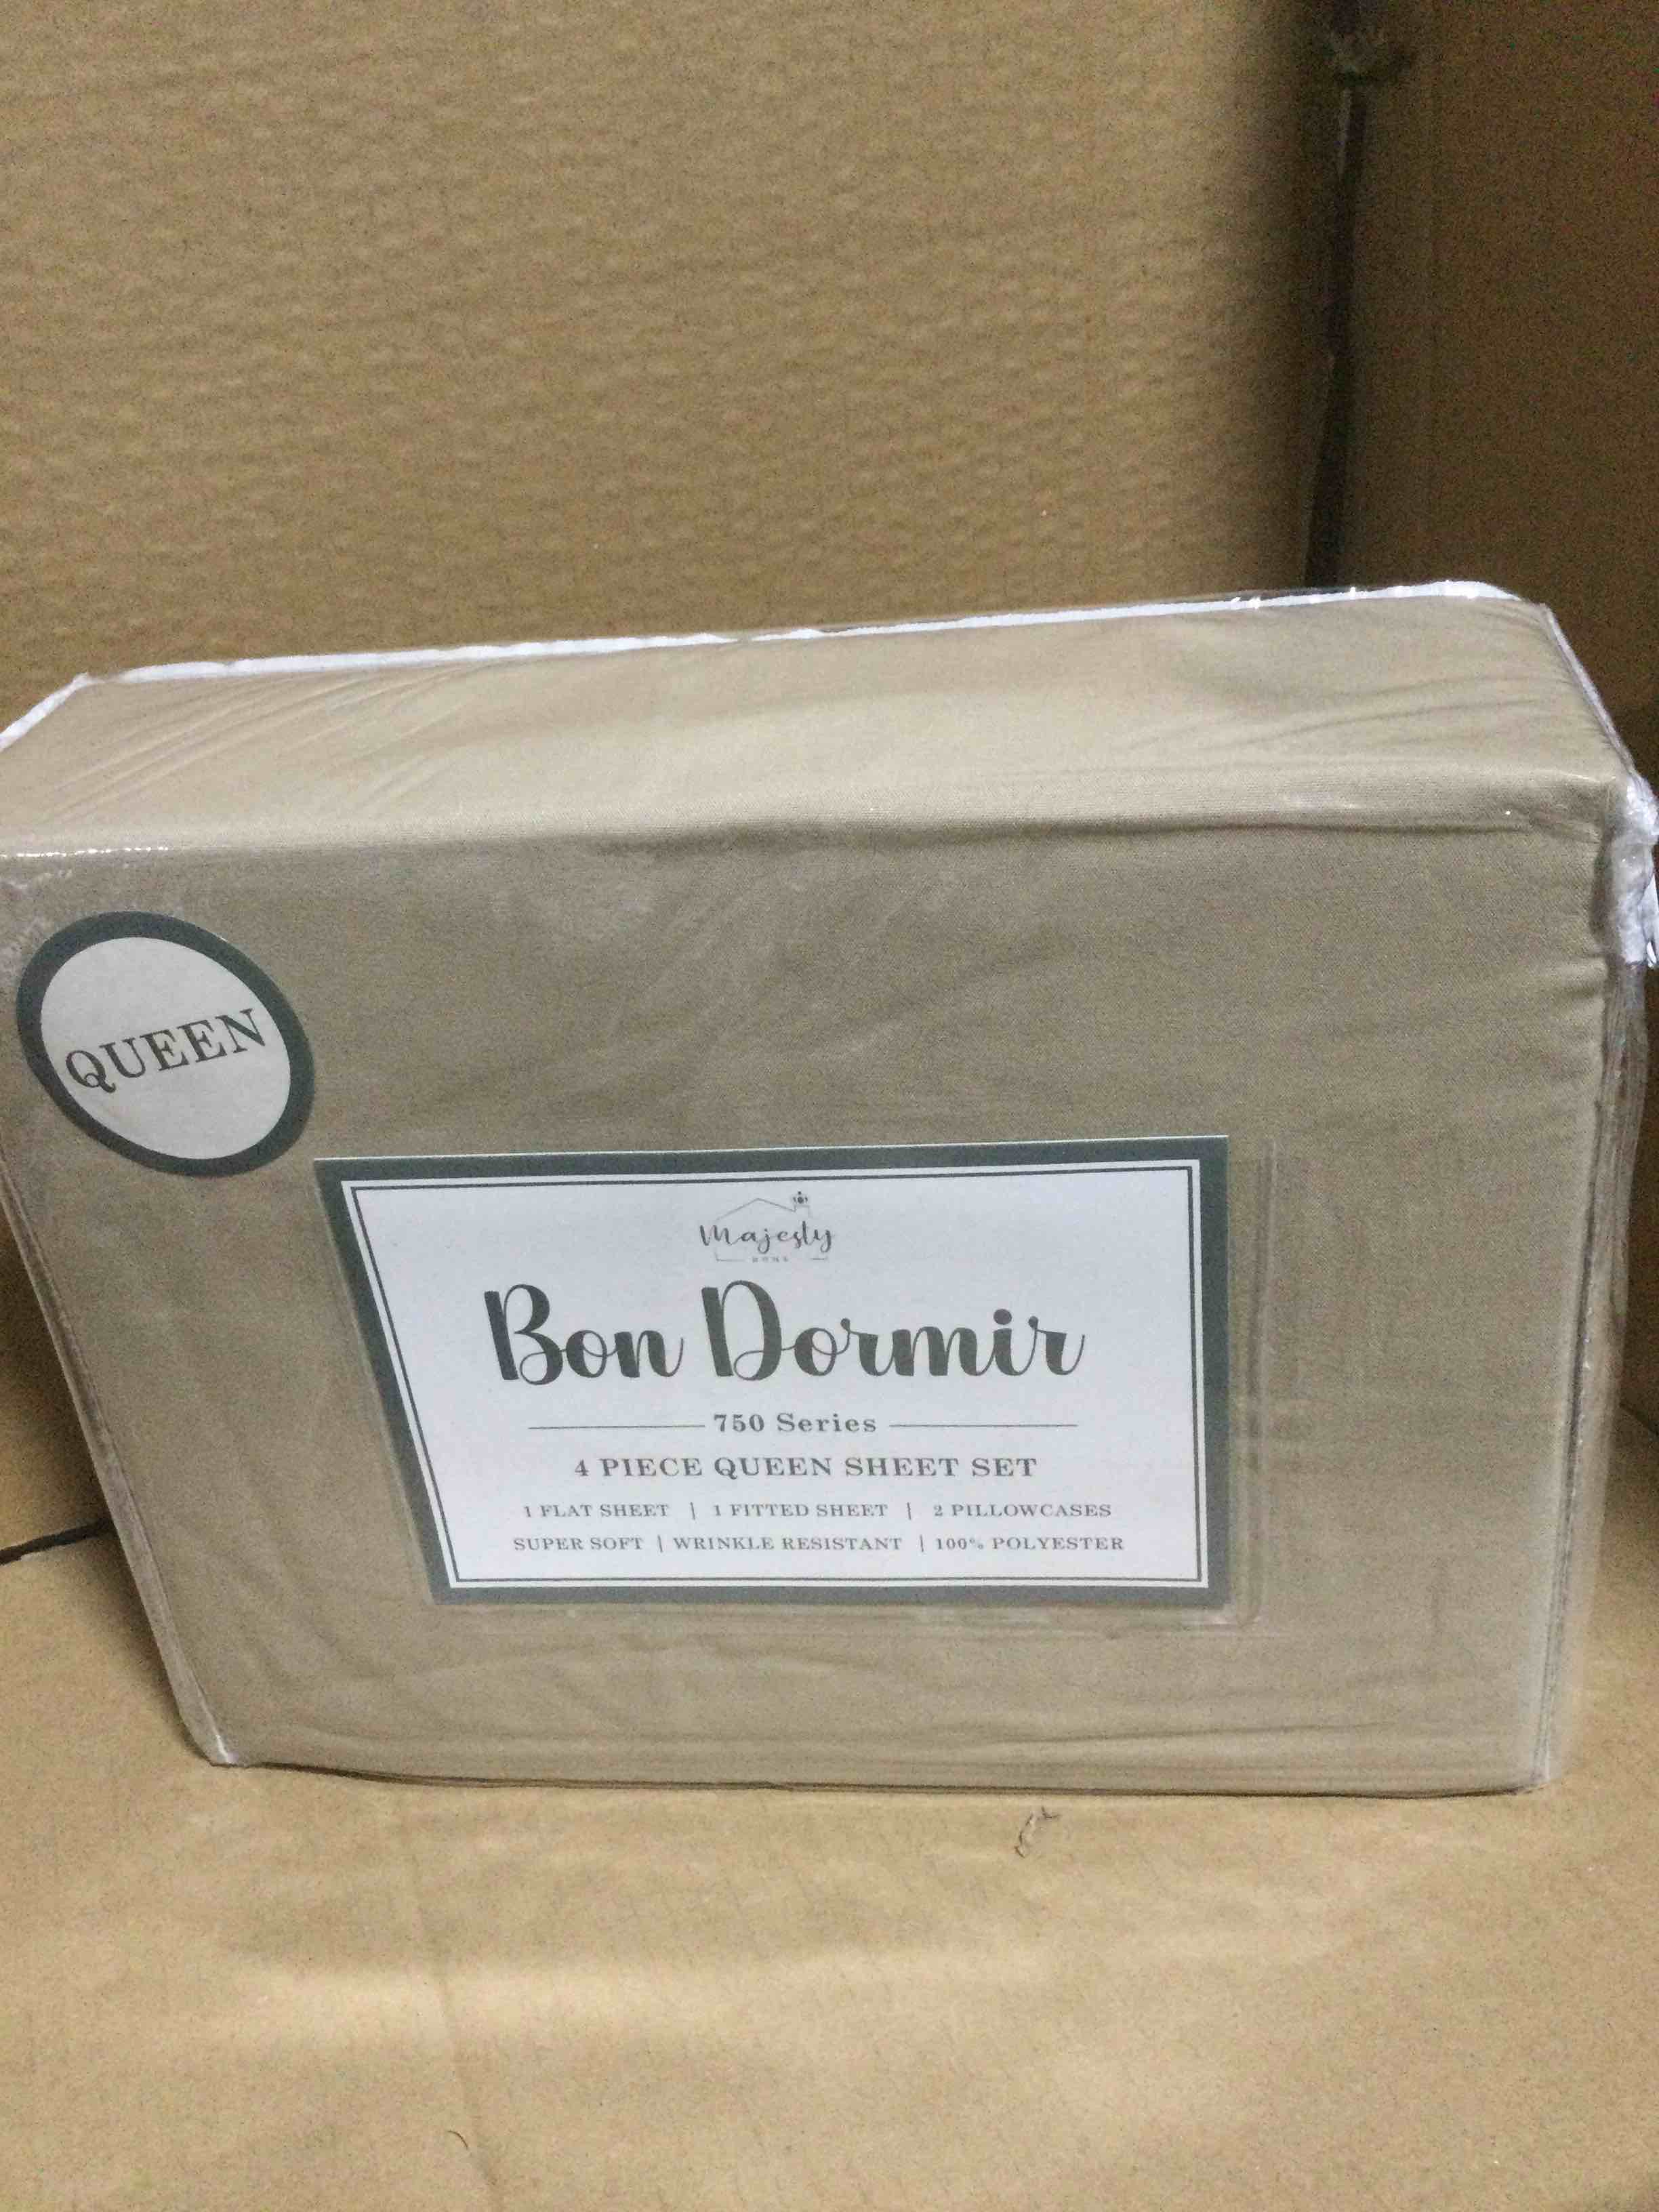 QUEEN
Majesty
HOME
Bon Dormir
750 Series
4 PIECE QUEEN SHEET SET
1 FLAT SHEET | 1 FITTED SHEET | 2 PILLOWCASES
SUPER SOFT | WRINKLE RESISTANT | 100% POLYESTER